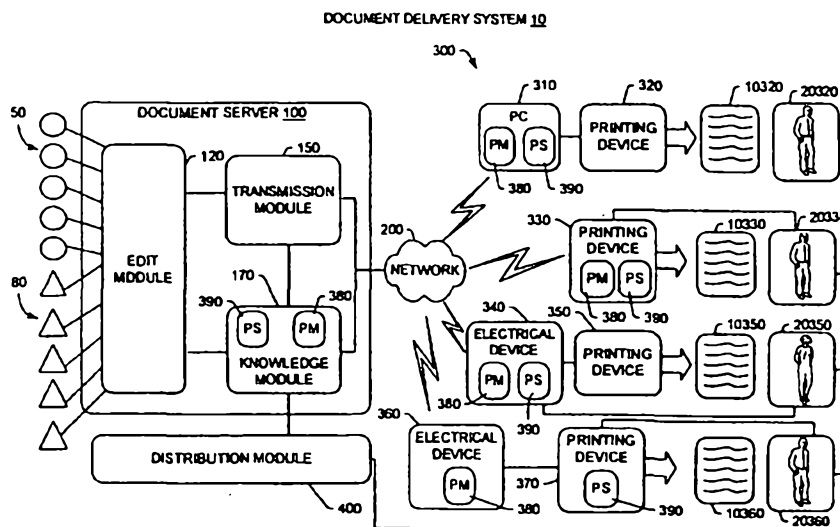 DOCUMENT DELIVERY SYSTEM 10
300
310
320
10320
20320
50
DOCUMENT SERVER 100
120
150
PC
PM
PS
380
390
PRINTING DEVICE
TRANSMISSION MODULE
EDIT MODULE
200
NETWORK
330
PRINTING DEVICE
PM
PS
380
390
10330
2033
80
170
390
380
PS
PM
KNOWLEDGE MODULE
340
350
ELECTRICAL DEVICE
PM
PS
380
390
PRINTING DEVICE
10350
20350
360
ELECTRICAL DEVICE
PM
380
PRINTING DEVICE
370
PS
390
10360
20360
DISTRIBUTION MODULE
400